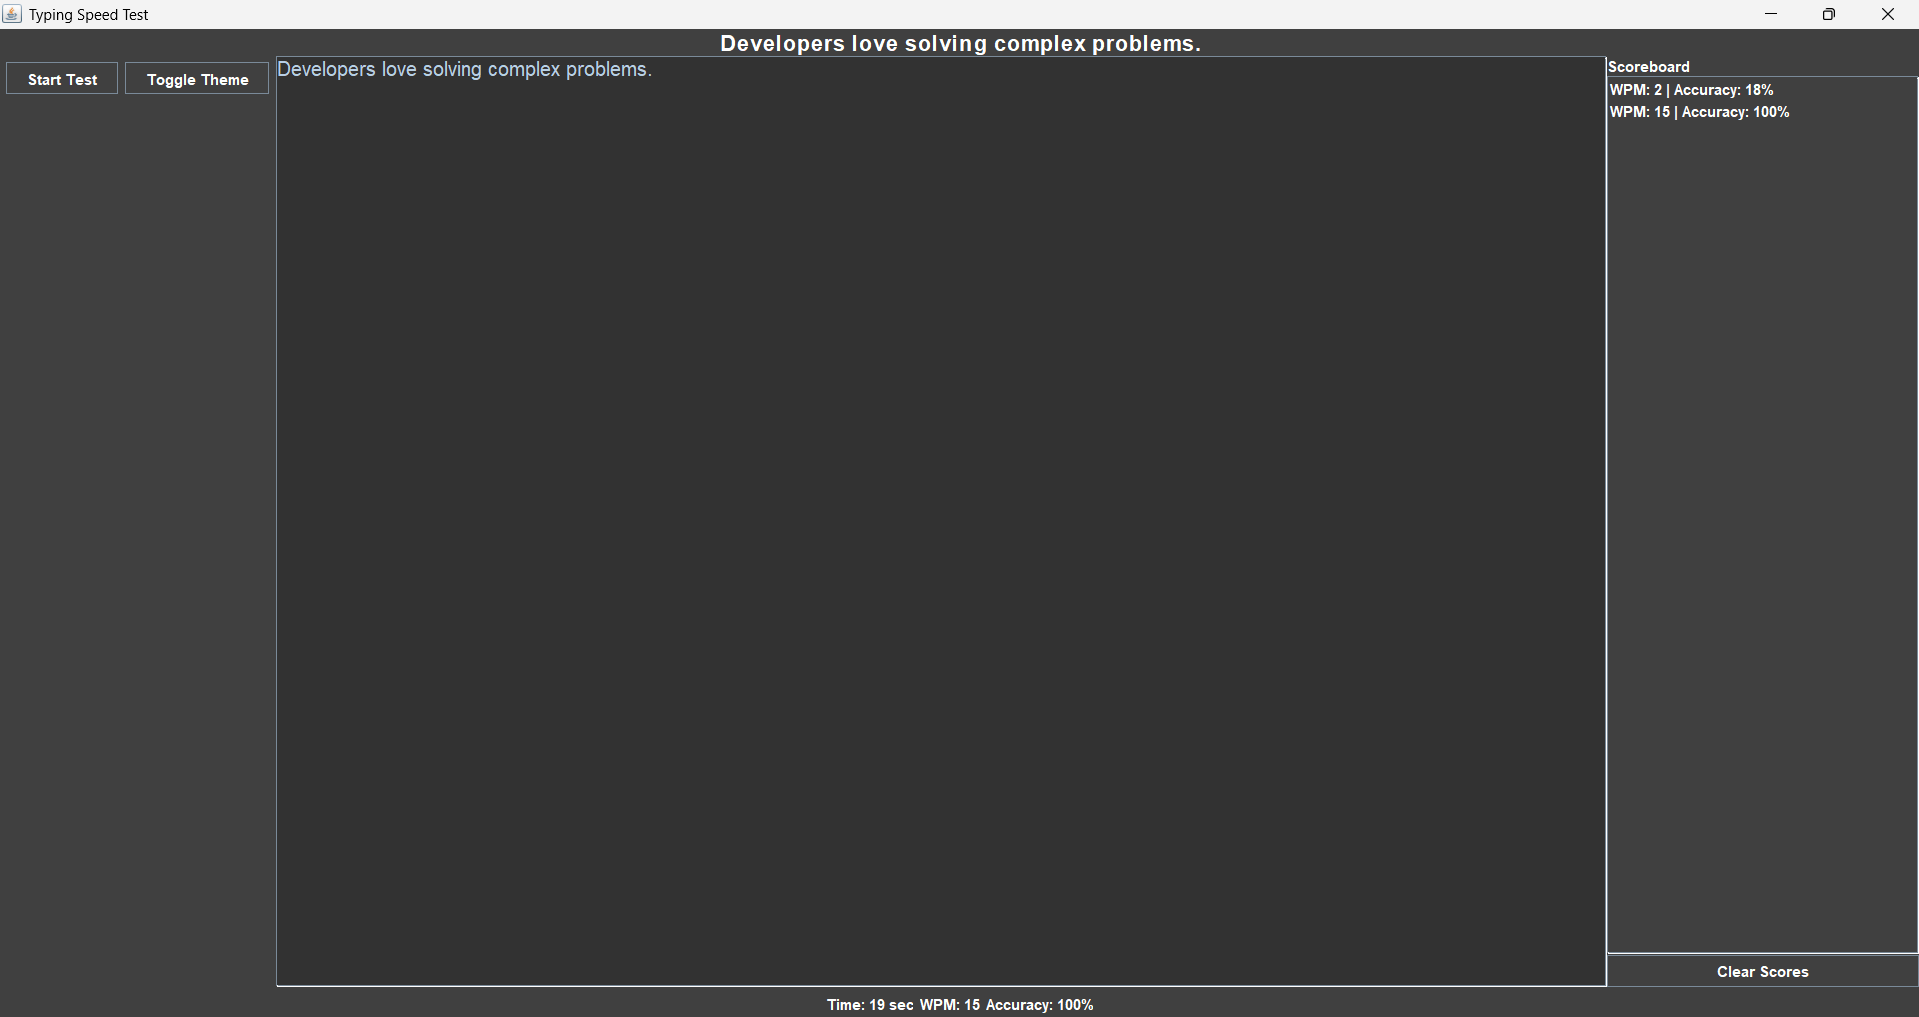 Typing Speed Test
Developers love solving complex problems.
Start Test
Toggle Theme
Developers love solving complex problems.
Scoreboard
WPM: 2 | Accuracy: 18%
WPM: 15 | Accuracy: 100%
Clear Scores
Time: 19 sec WPM: 15 Accuracy: 100%